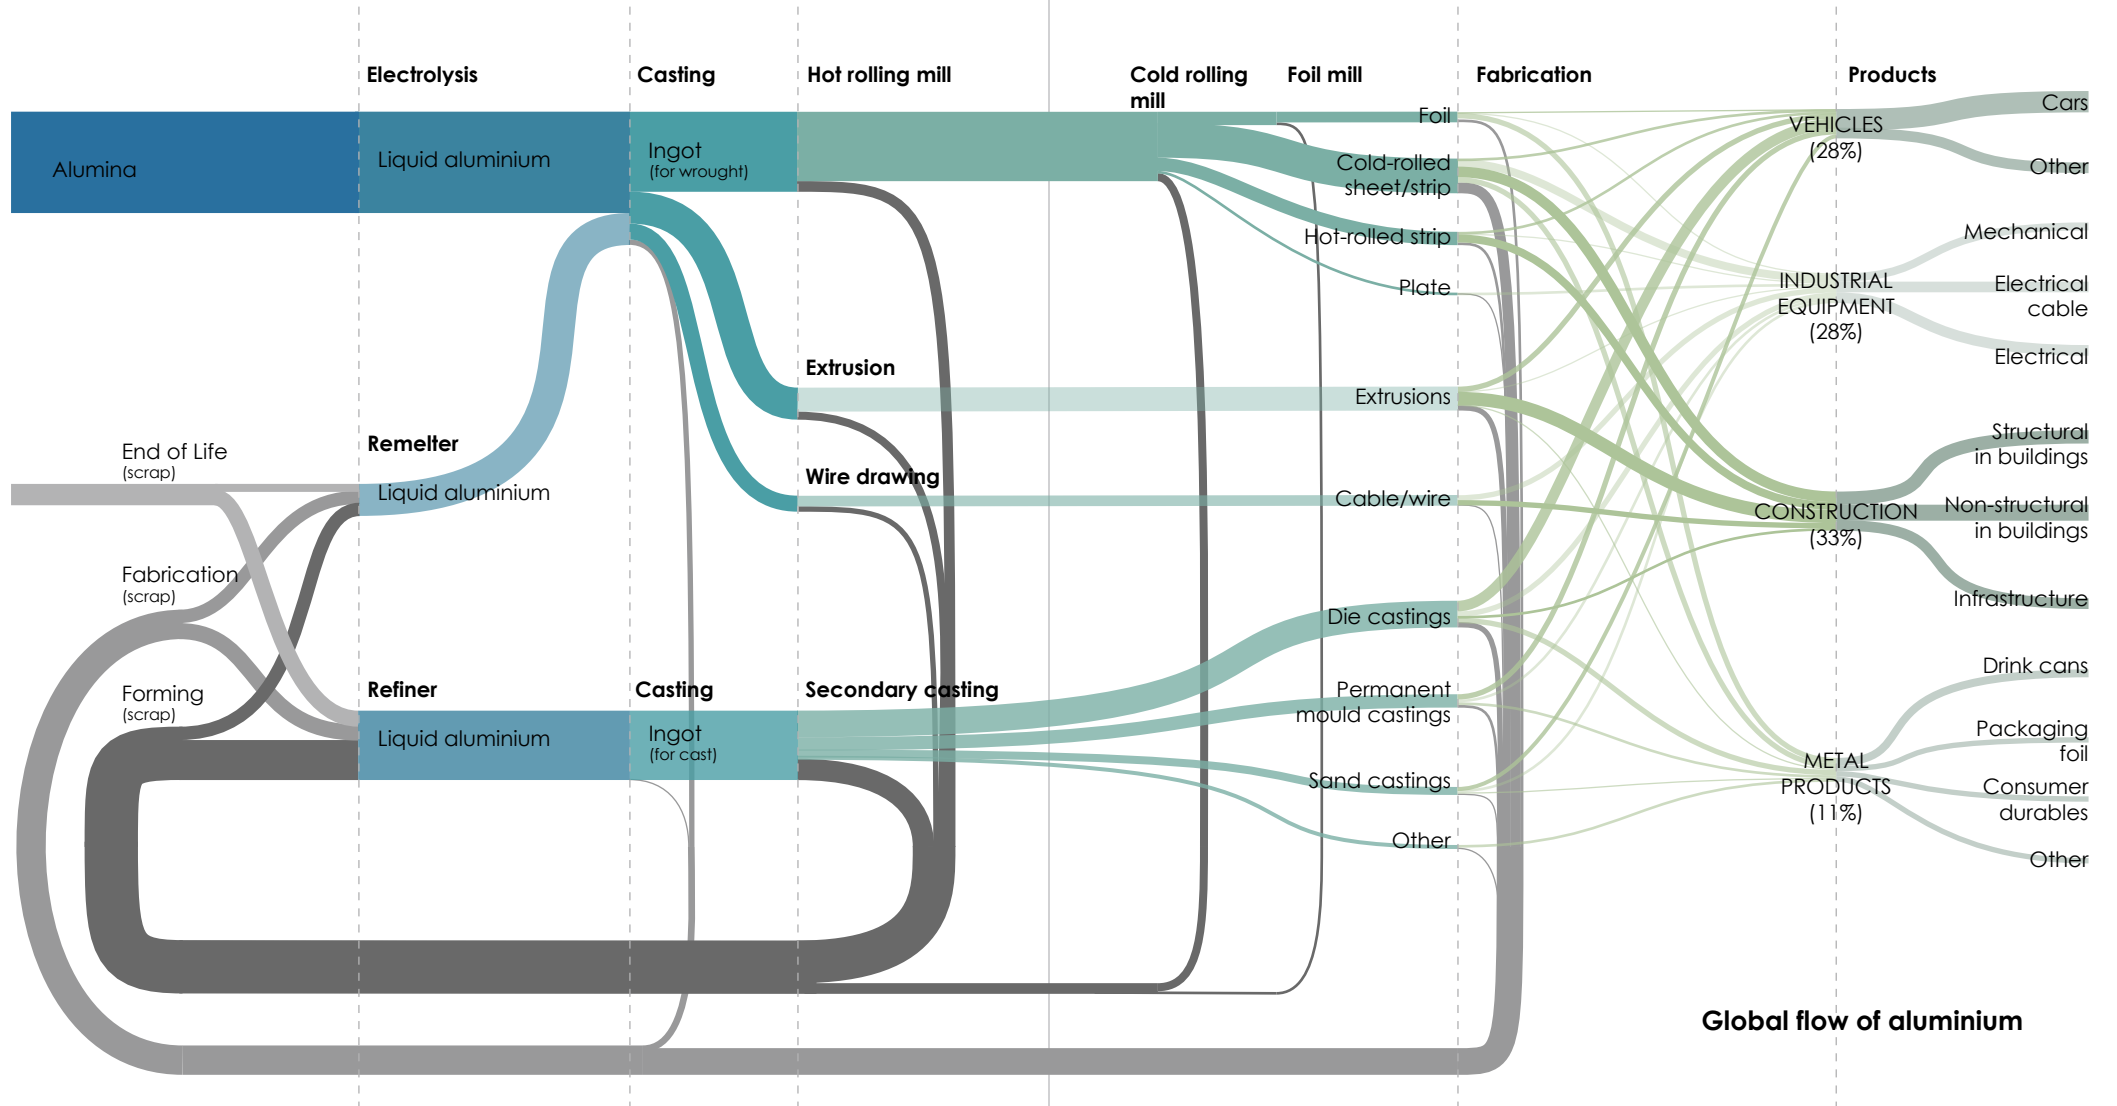 Electrolysis
Casting
Hot rolling mill
Cold rolling
mill
Foil mill
Fabrication
Products
Alumina
Liquid aluminium
Ingot
(for wrought)
Foil
Cold-rolled
sheet/strip
Hot-rolled strip
Plate
VEHICLES
(28%)
Cars
Other
INDUSTRIAL
EQUIPMENT
(28%)
Mechanical
Electrical
cable
Electrical
Extrusion
Extrusions
End of Life
(scrap)
Remelter
Liquid aluminium
Wire drawing
Cable/wire
CONSTRUCTION
(33%)
Structural
in buildings
Non-structural
in buildings
Infrastructure
Fabrication
(scrap)
Die castings
Forming
(scrap)
Refiner
Liquid aluminium
Casting
Ingot
(for cast)
Secondary casting
Permanent
mould castings
Sand castings
Other
METAL
PRODUCTS
(11%)
Drink cans
Packaging
foil
Consumer
durables
Other
Global flow of aluminium